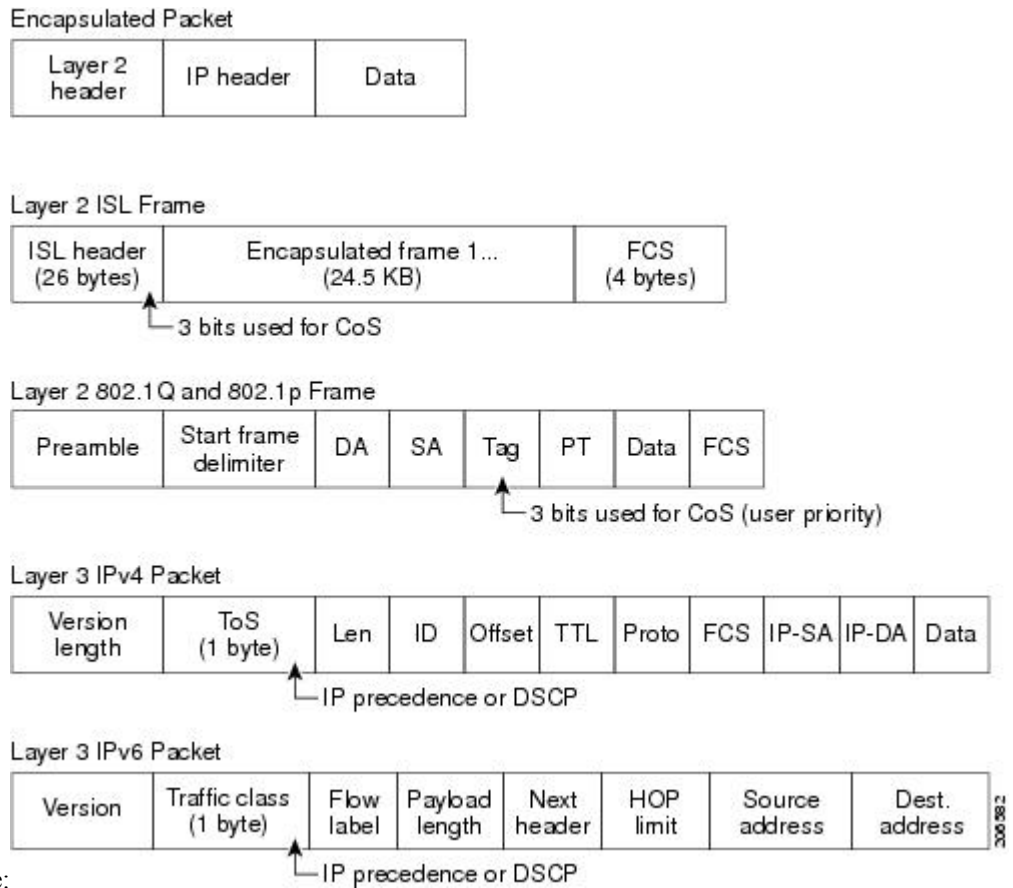 Encapsulated Packet
Layer 2
header
IP header
Data
Layer 2 ISL Frame
ISL header
(26 bytes)
Encapsulated frame 1...
(24.5 KB)
FCS
(4 bytes)
3 bits used for CoS
Layer 2 802.1Q and 802.1p Frame
Preamble
Start frame
delimiter
DA
SA
Tag
PT
Data
FCS
3 bits used for CoS (user priority)
Layer 3 IPv4 Packet
Version
length
ToS
(1 byte)
Len
ID
Offset
TTL
Proto
FCS
IP-SA
IP-DA
Data
IP precedence or DSCP
Layer 3 IPv6 Packet
Version
Traffic class
(1 byte)
Flow
label
Payload
length
Next
header
HOP
limit
Source
address
Dest.
address
IP precedence or DSCP
206582